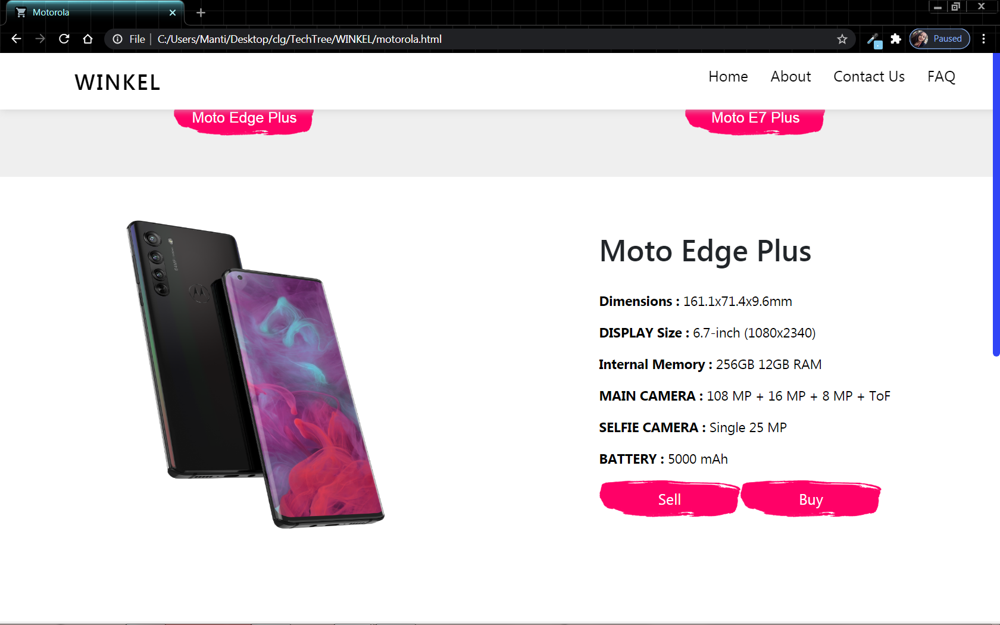 Motorola
File
C:/Users/Manti/Desktop/clg/TechTree/WINKEL/motorola.html
Paused
WINKEL
Home About Contact Us FAQ
Moto Edge Plus
Moto E7 Plus
Moto Edge Plus
Dimensions : 161.1x71.4x9.6mm
DISPLAY Size : 6.7-inch (1080x2340)
Internal Memory : 256GB 12GB RAM
MAIN CAMERA : 108 MP + 16 MP + 8 MP + ToF
SELFIE CAMERA : Single 25 MP
BATTERY : 5000 mAh
Sell
Buy